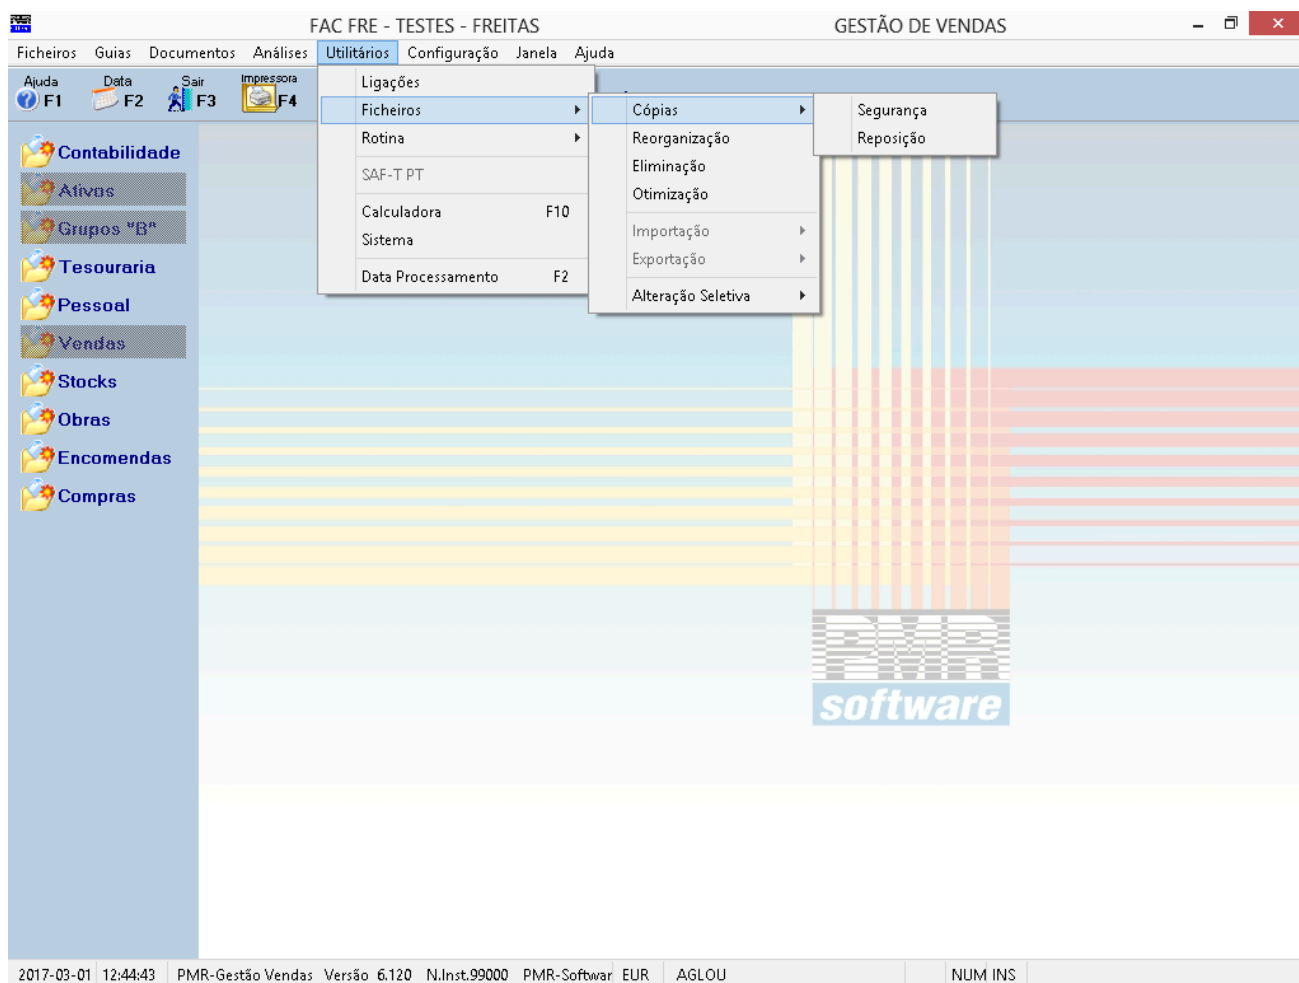 FAC FRE - TESTES - FREITAS GESTÃO DE VENDAS
Ficheiros Guias Documentos Análises Utilitários Configuração Janela Ajuda
Ajuda F1 Data F2 Sair F3 Impressora F4
Ligações
Ficheiros
Rotina
SAF-T PT
Calculadora F10
Sistema
Data Processamento F2
Cópias
Reorganização
Eliminação
Otimização
Importação
Exportação
Alteração Seletiva
Segurança
Reposição
Contabilidade
Ativos
Grupos "B"
Tesouraria
Pessoal
Vendas
Stocks
Obras
Encomendas
Compras
PMR
software
2017-03-01 12:44:43 PMR-Gestão Vendas Versão 6.120 N.Inst.99000 PMR-Softwar EUR AGLOU NUM INS